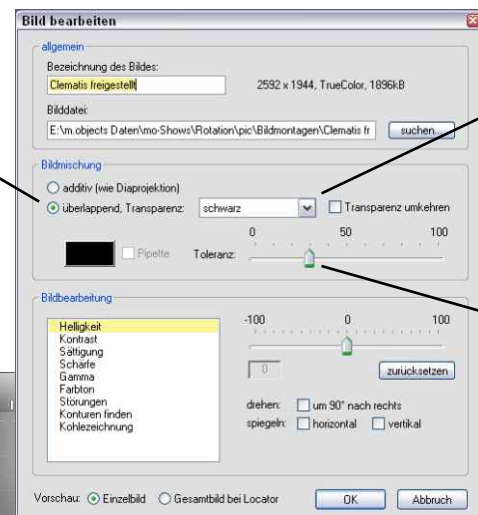 Bild bearbeiten
allgemein
Bezeichnung des Bildes:
Clematis freigestellt 2592 x 1944, TrueColor, 1896kB
Bilddatei:
E:\m.objects Daten\mo-Shows\Rotation\pic\Bildmontagen\Clematis fr suchen...
Bildmischung
additiv (wie Diaprojektion)
überlappend, Transparenz: schwarz Transparenz umkehren
0 50 100
Pipette Toleranz:
Bildbearbeitung
Helligkeit
Kontrast
Sättigung
Schärfe
Gamma
Farbton
Störungen
Konturen finden
Kohlezeichnung
-100 0 100
0 zurücksetzen
drehen: um 90° nach rechts
spiegeln: horizontal vertikal
Vorschau: Einzelbild Gesamtbild bei Locator OK Abbruch